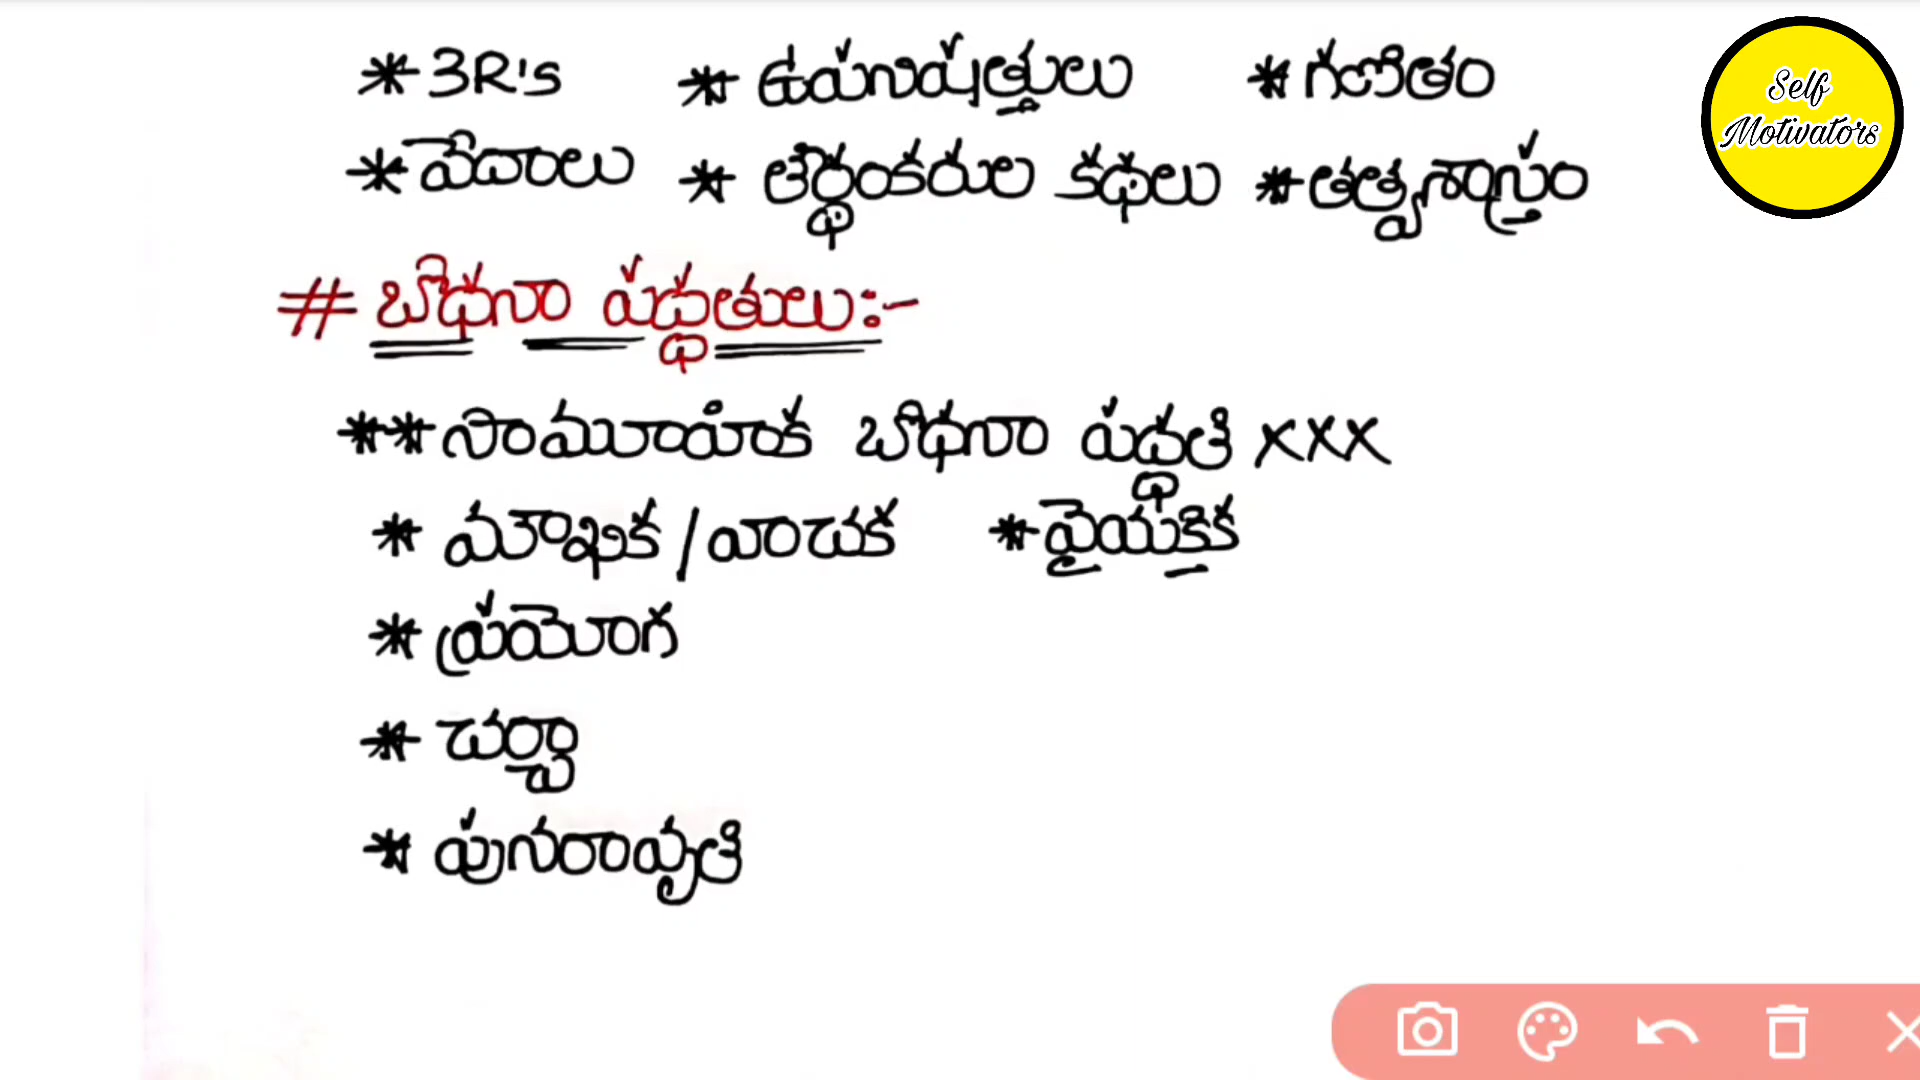 * 3R's * ఉపనిషత్తులు * గణితం
Self Motivators
* వేదాలు * తీర్థంకరుల కథలు * తత్వశాస్త్రం
# బోధనా పద్ధతులు:-
** సామూహిక బోధనా పద్ధతి xxx
* మౌఖిక / వాచక * వైయక్తిక
* ప్రయోగ
* చర్చా
* పునరావృతి